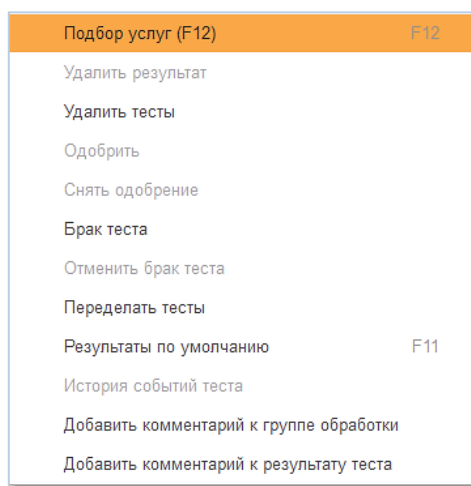 Подбор услуг (F12) F12
Удалить результат
Удалить тесты
Одобрить
Снять одобрение
Брак теста
Отменить брак теста
Переделать тесты
Результаты по умолчанию F11
История событий теста
Добавить комментарий к группе обработки
Добавить комментарий к результату теста